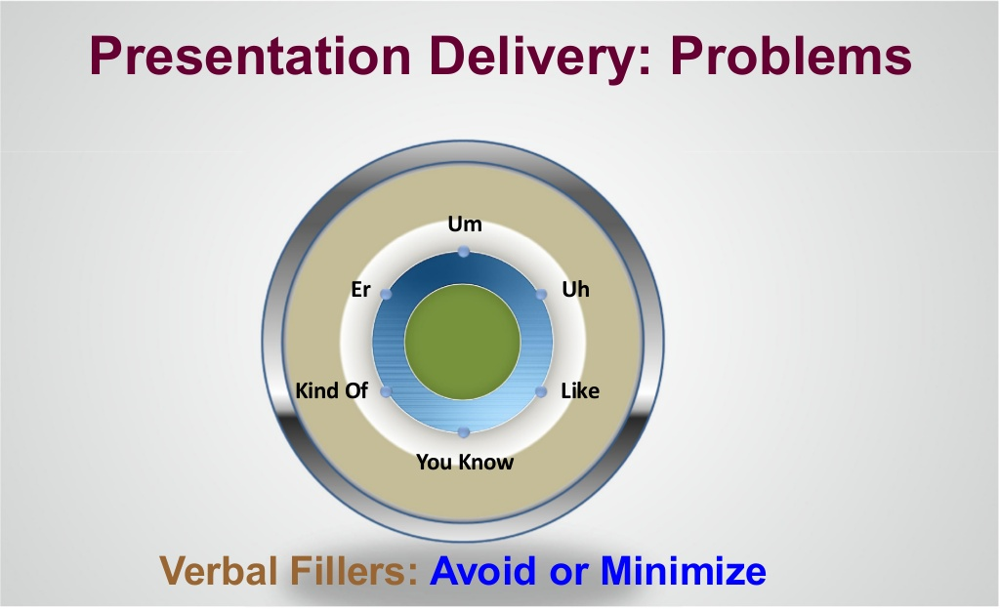 Presentation Delivery: Problems
Um
Er
Uh
Kind Of
Like
You Know
Verbal Fillers: Avoid or Minimize